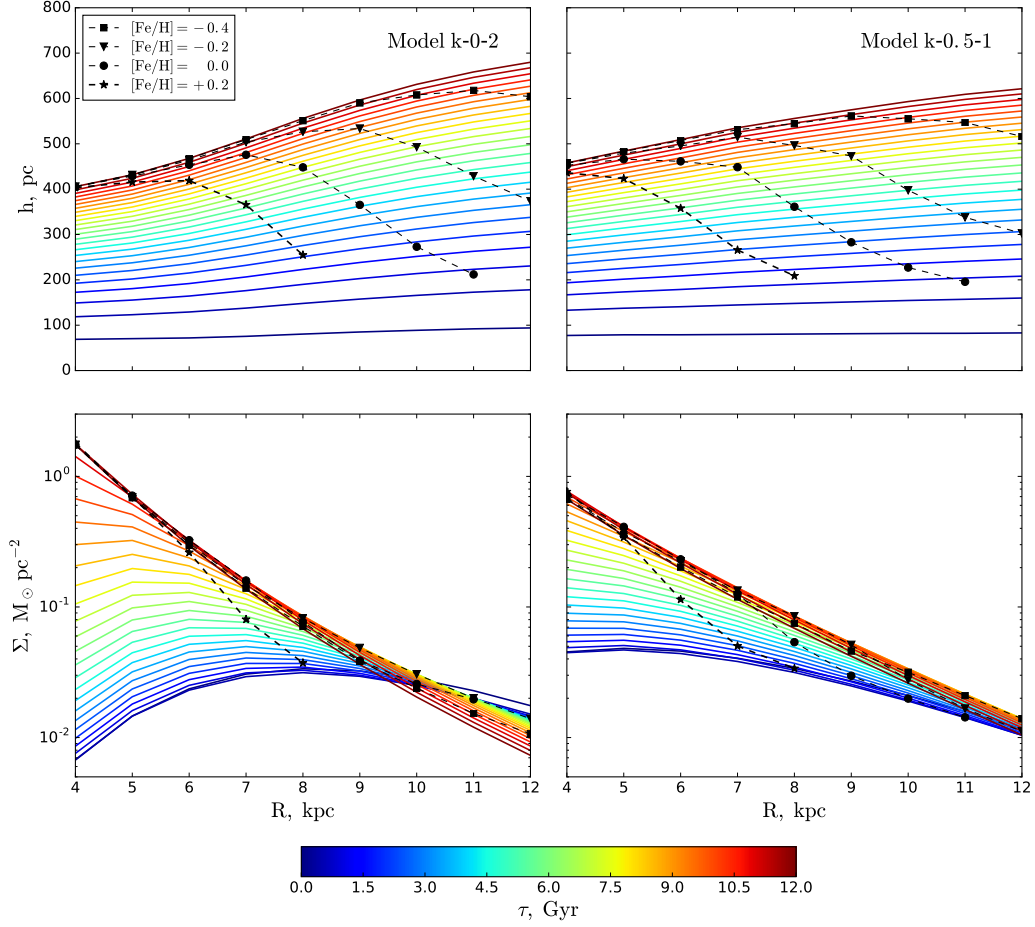 [Fe/H] = −0.4
[Fe/H] = −0.2
[Fe/H] = 0.0
[Fe/H] = +0.2
Model k-0-2
Model k-0.5-1
800
700
600
500
400
300
200
100
0
h, pc
10⁰
10⁻¹
10⁻²
Σ, M⊙ pc⁻²
4 5 6 7 8 9 10 11 12
4 5 6 7 8 9 10 11 12
R, kpc
R, kpc
0.0 1.5 3.0 4.5 6.0 7.5 9.0 10.5 12.0
τ, Gyr